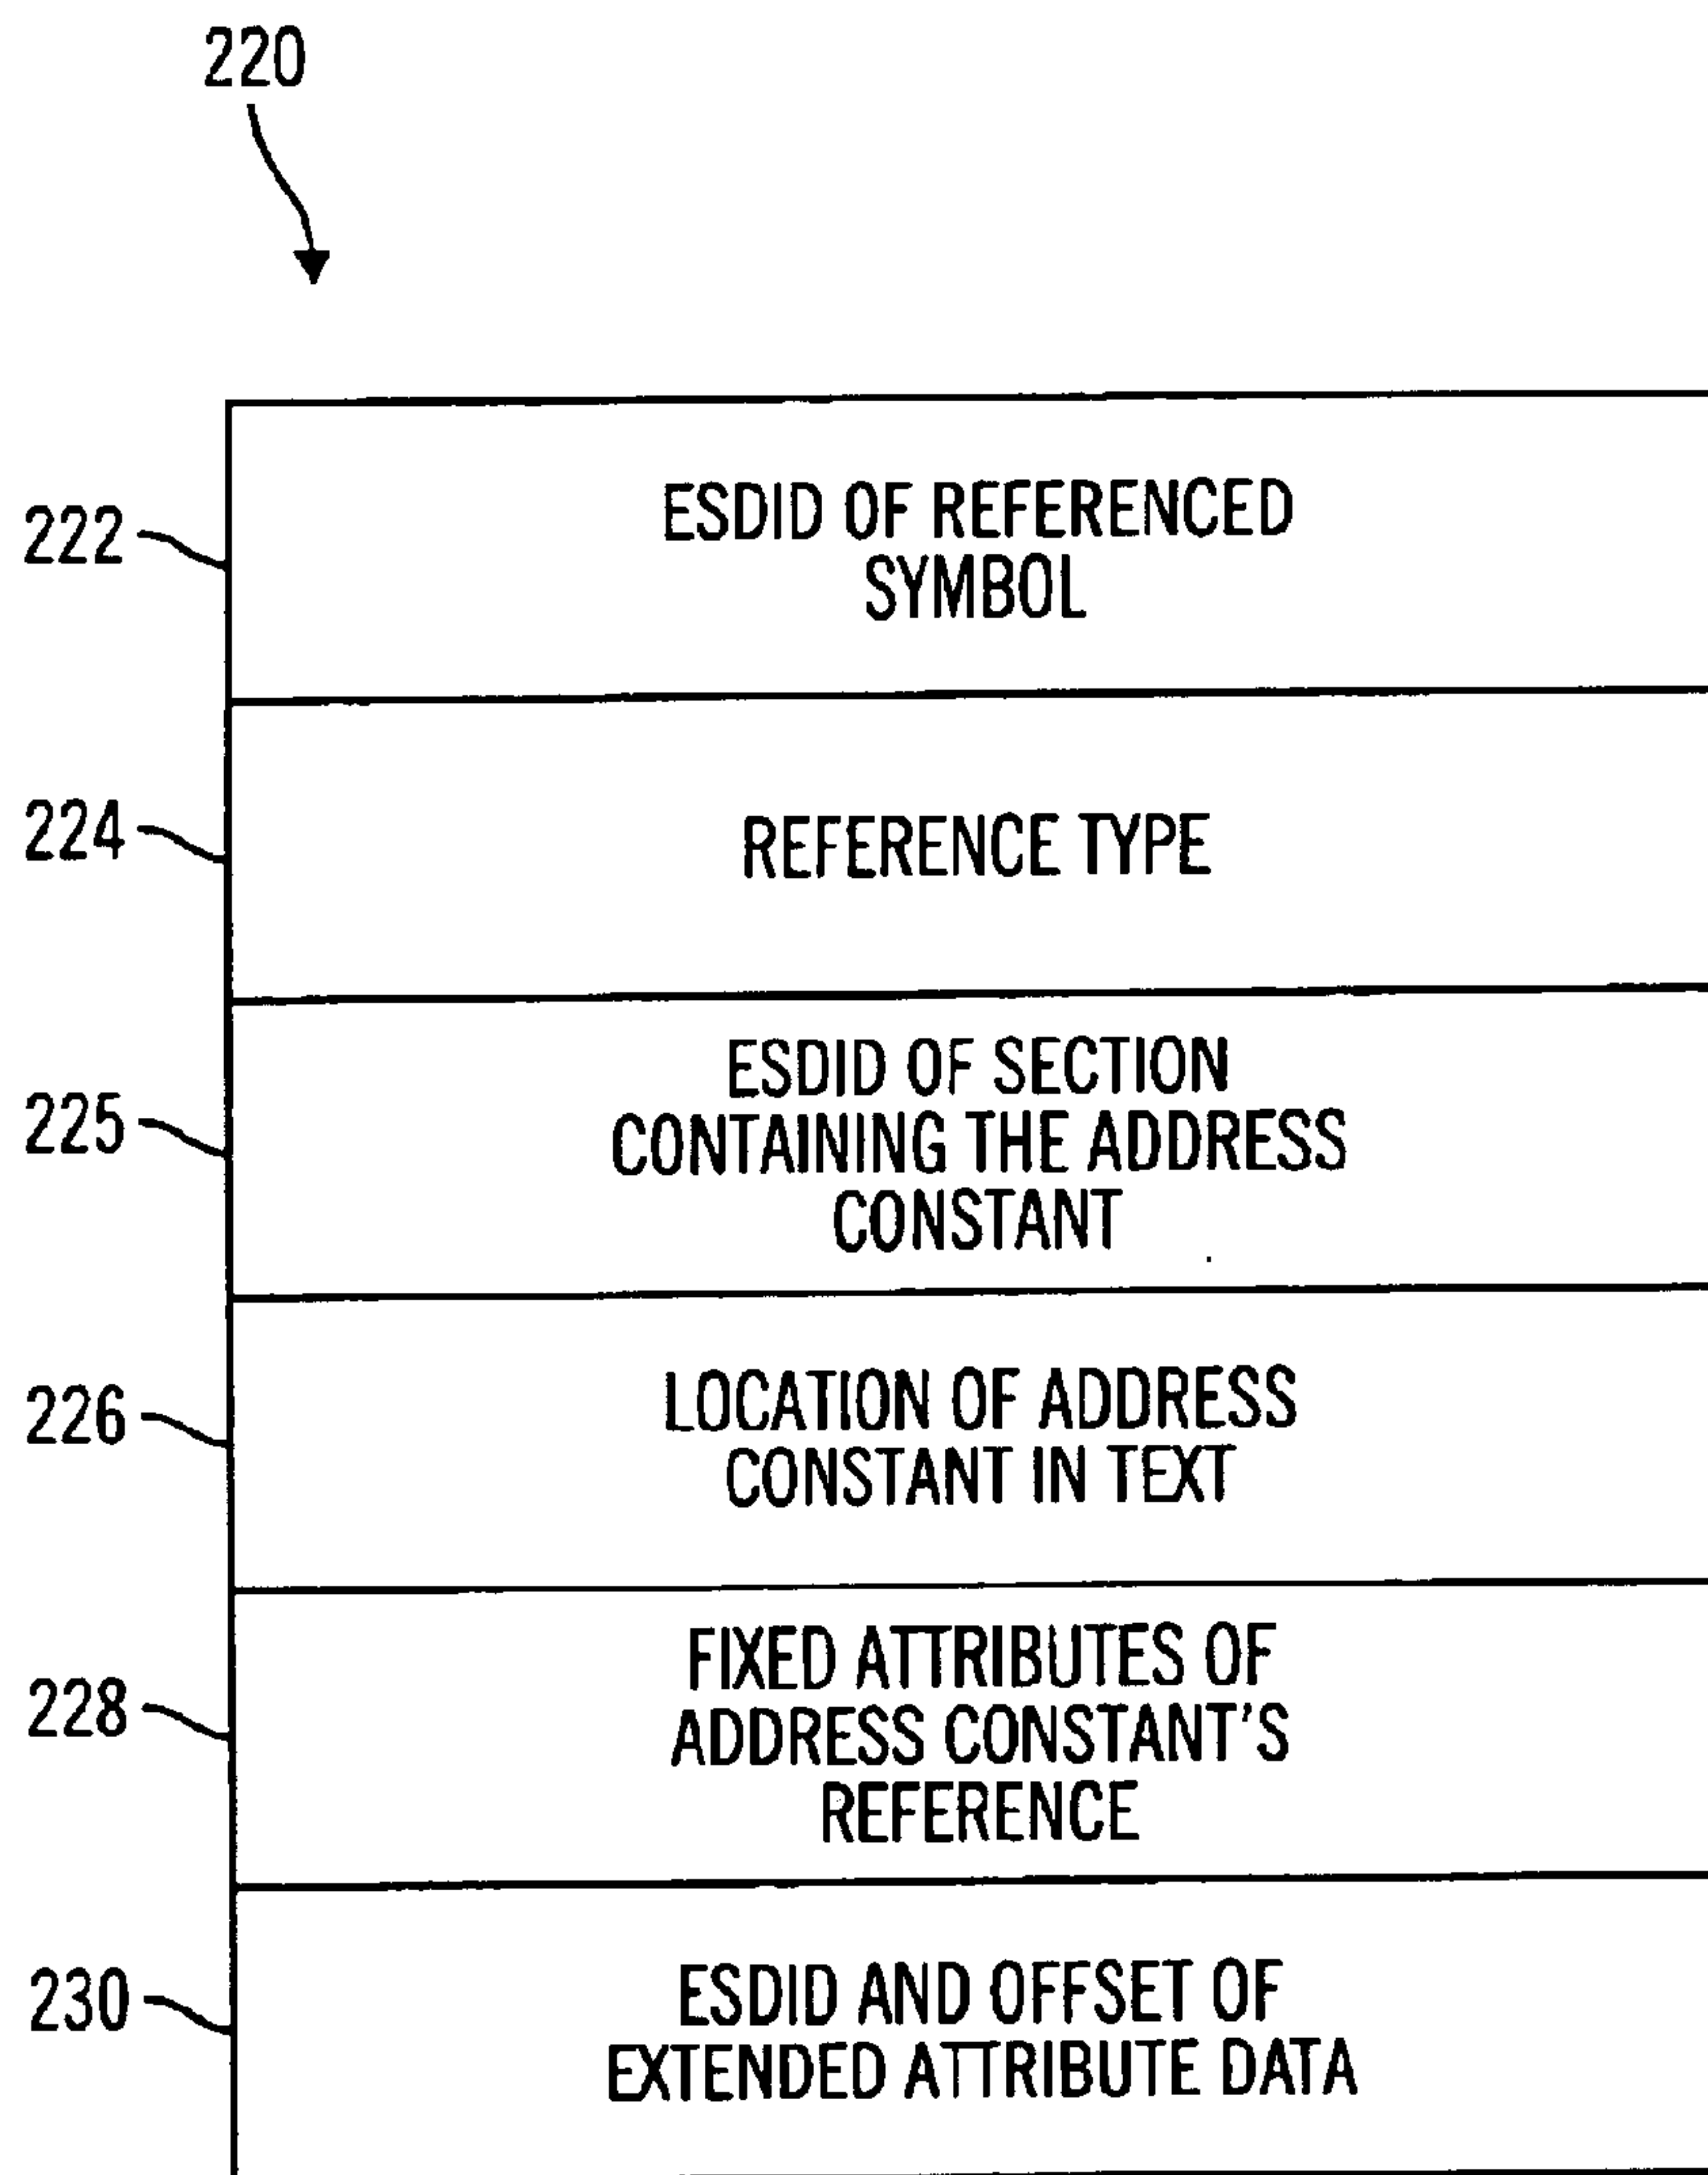 220
222
ESDID OF REFERENCED
SYMBOL
224
REFERENCE TYPE
225
ESDID OF SECTION
CONTAINING THE ADDRESS
CONSTANT
226
LOCATION OF ADDRESS
CONSTANT IN TEXT
228
FIXED ATTRIBUTES OF
ADDRESS CONSTANT'S
REFERENCE
230
ESDID AND OFFSET OF
EXTENDED ATTRIBUTE DATA